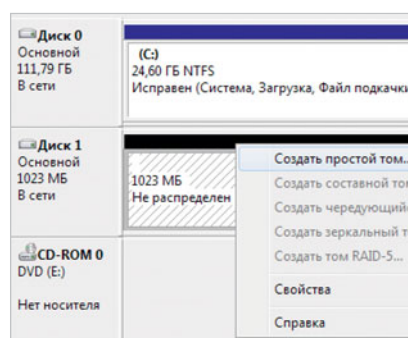 Диск 0
Основной
111,79 ГБ
В сети
(C:)
24,60 ГБ NTFS
Исправен (Система, Загрузка, Файл подкачки
Диск 1
Основной
1023 МБ
В сети
1023 МБ
Не распределен
Создать простой том...
Создать составной том
Создать чередующийс
Создать зеркальный т
Создать том RAID-5...
Свойства
Справка
CD-ROM 0
DVD (E:)
Нет носителя